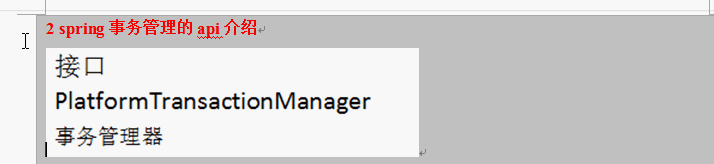 2 spring 事务管理的 api 介绍
接口
PlatformTransactionManager
事务管理器